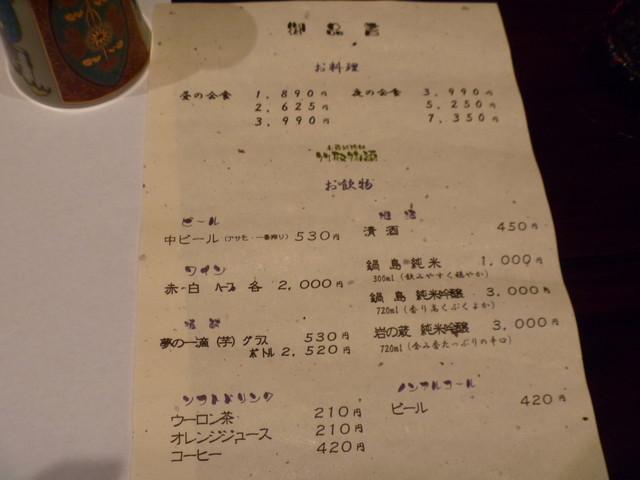 御品書
お料理
昼の会食 1,890円 夜の会食 3,990円
2,625円 5,250円
3,990円 7,350円
お飲物
ビール
中ビール (アサヒ・一番搾り) 530円
ワイン
赤・白 ハーフ 各 2,000円
焼酎
夢の一滴 (芋) グラス 530円
ボトル 2,520円
ソフトドリンク
ウーロン茶 210円
オレンジジュース 210円
コーヒー 420円
清酒 450円
鍋島 純米 1,000円
300ml (飲みやすく穏やか)
鍋島 純米吟醸 3,000円
720ml (香り高くふくよか)
岩の蔵 純米吟醸 3,000円
720ml (含み香たっぷりの辛口)
ノンアルコール
ビール 420円